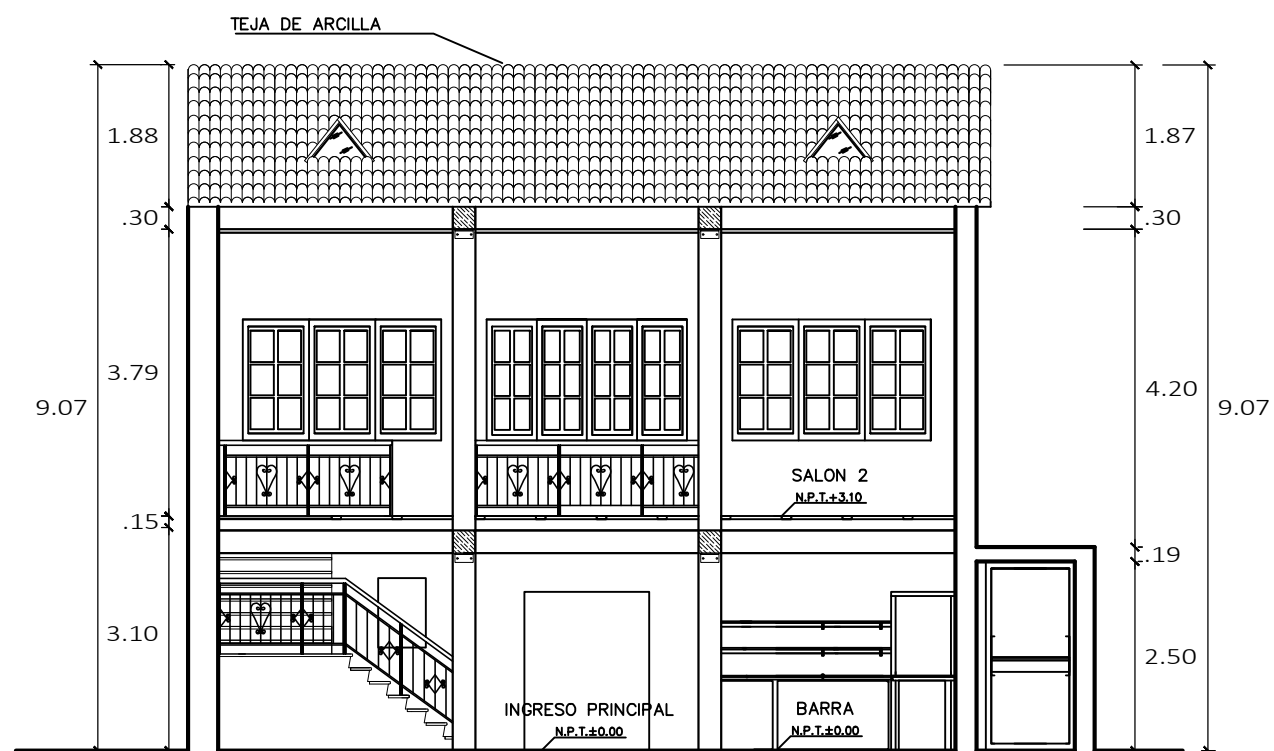 TEJA DE ARCILLA
1.88
1.87
.30
.30
3.79
4.20
9.07
9.07
SALON 2
N.P.T.+3.10
.15
.19
3.10
2.50
INGRESO PRINCIPAL
N.P.T.±0.00
BARRA
N.P.T.±0.00